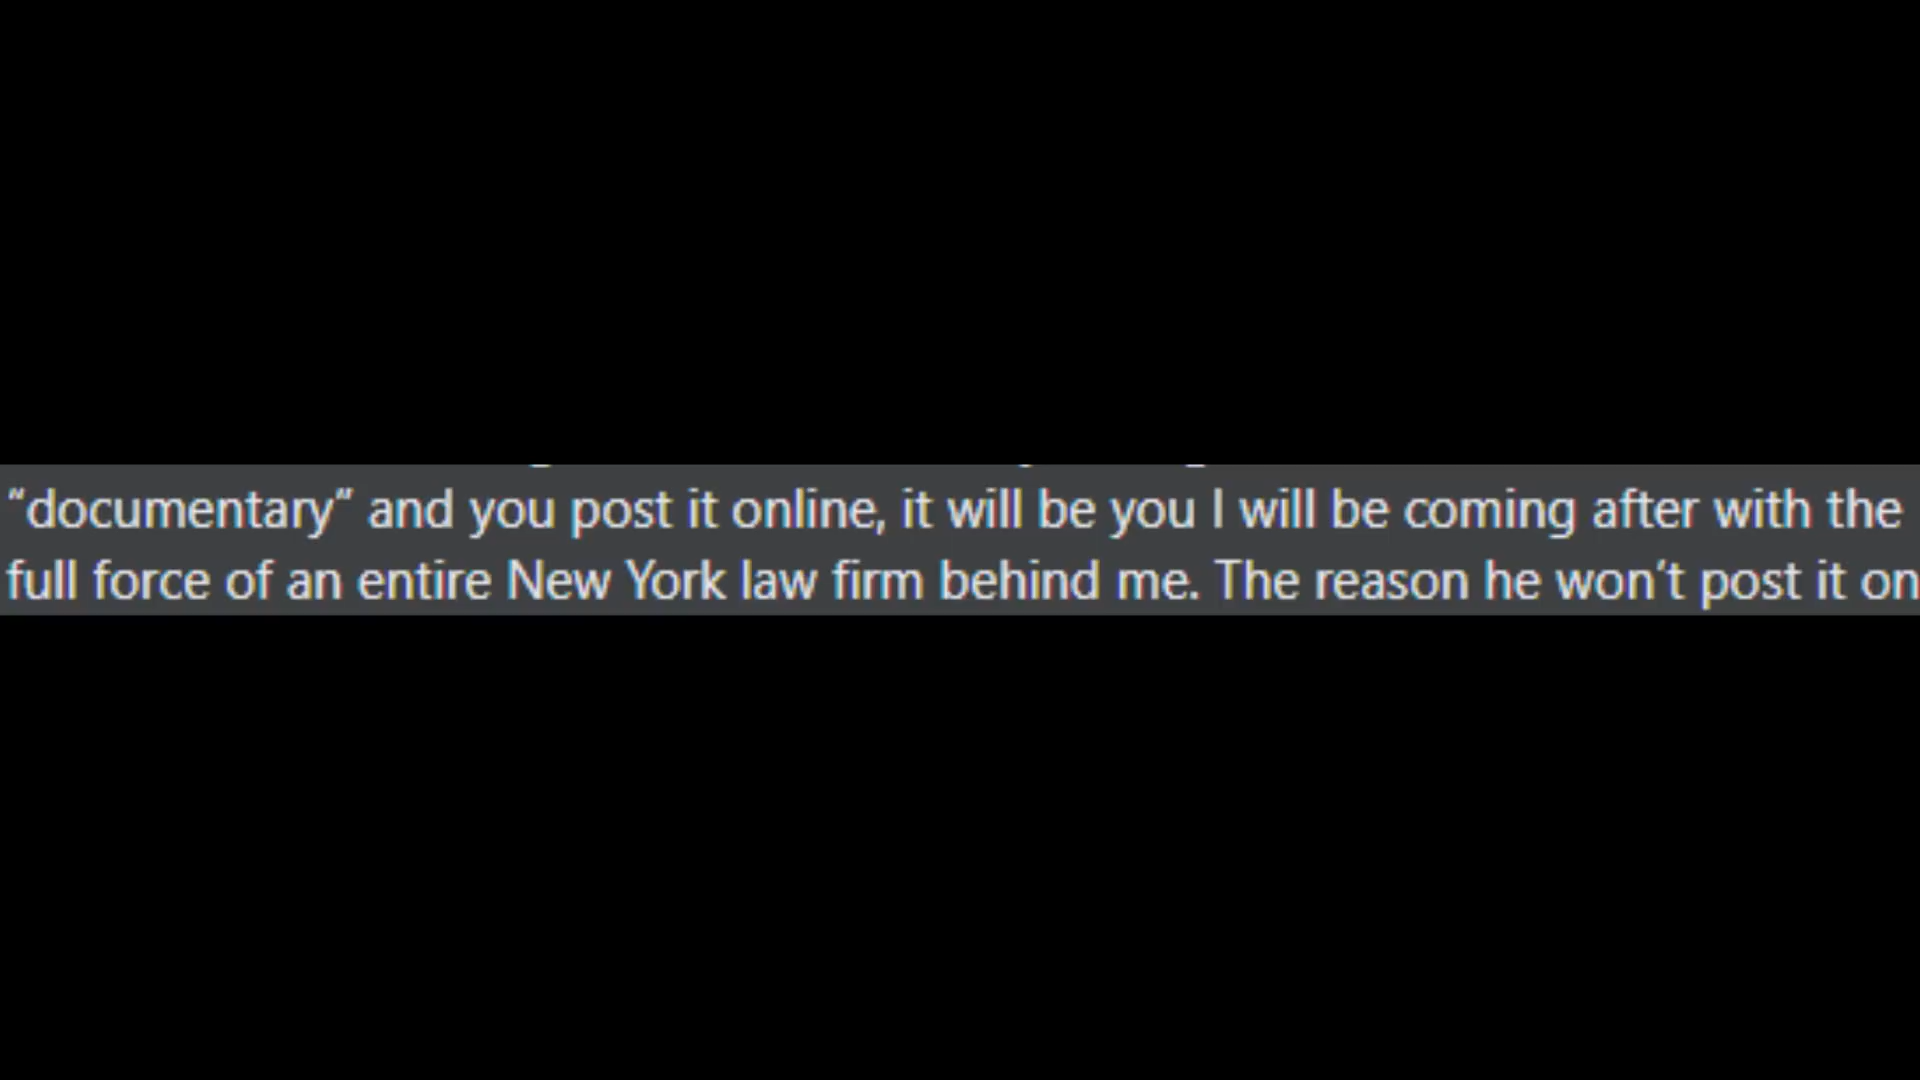 “documentary” and you post it online, it will be you I will be coming after with the
full force of an entire New York law firm behind me. The reason he won’t post it on